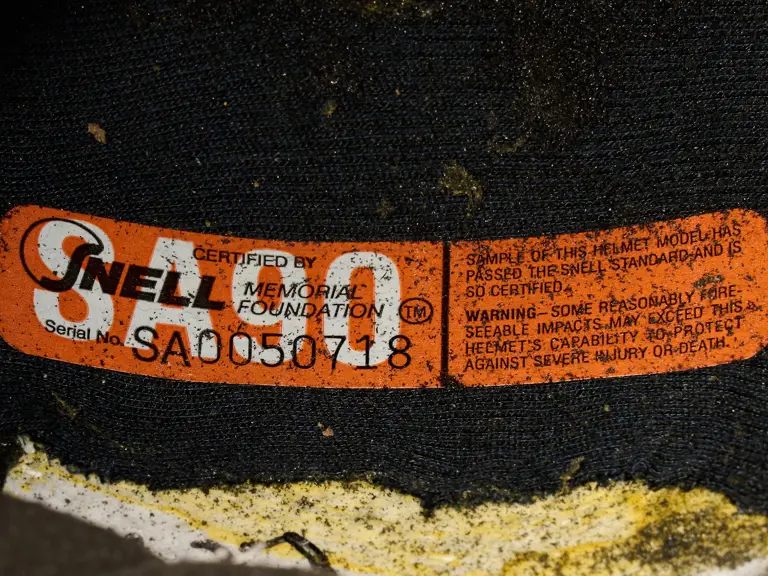 SA90
CERTIFIED BY
SNELL
MEMORIAL
FOUNDATION
TM
Serial No. SA0050718
SAMPLE OF THIS HELMET MODEL HAS
PASSED THE SNELL STANDARD AND IS
SO CERTIFIED.
WARNING—SOME REASONABLY FORE-
SEEABLE IMPACTS MAY EXCEED THIS
HELMET'S CAPABILITY TO PROTECT
AGAINST SEVERE INJURY OR DEATH.